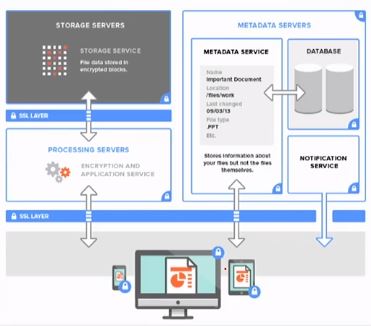 STORAGE SERVERS
STORAGE SERVICE
File data stored in
encrypted blocks.
SSL LAYER
PROCESSING SERVERS
ENCRYPTION AND
APPLICATION SERVICE
METADATA SERVERS
METADATA SERVICE
Name
Important Document
Location
/files/work
Last changed
09/03/13
File type
.PPT
Etc.
Stores information about
your files but not the files
themselves.
DATABASE
NOTIFICATION
SERVICE
SSL LAYER